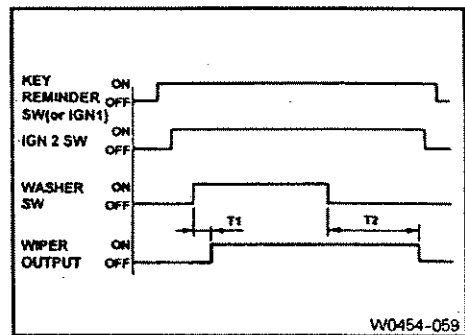 KEY ON
REMINDER OFF
SW(or IGN1)
ON
IGN 2 SW
OFF
WASHER ON
SW OFF
T1 T2
WIPER ON
OUTPUT OFF
W0454-059